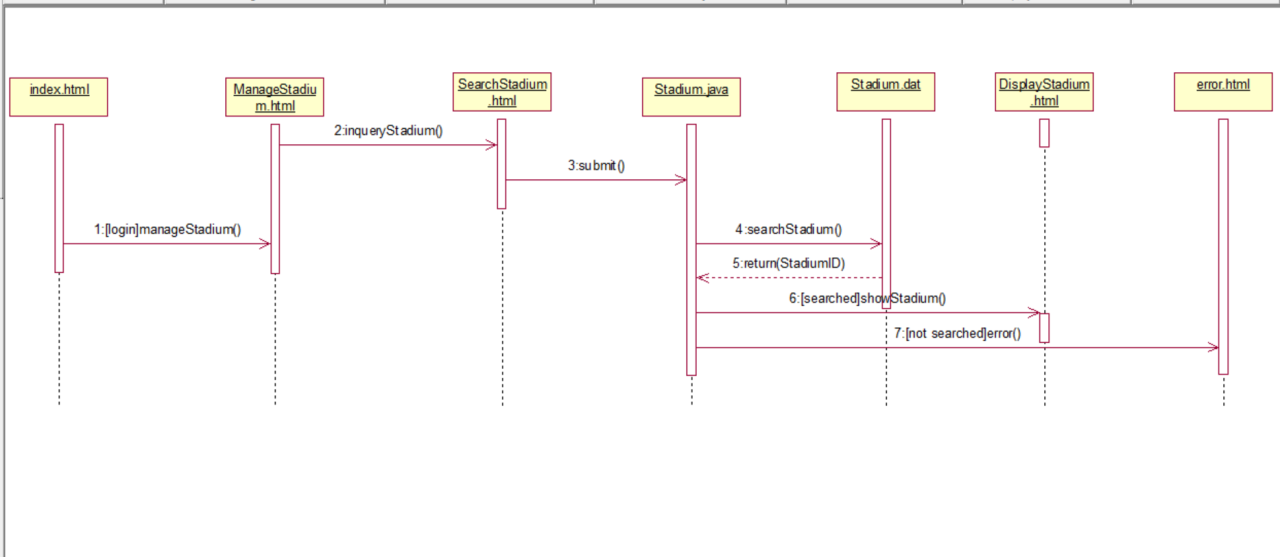 index.html
ManageStadiu
m.html
SearchStadium
.html
Stadium.java
Stadium.dat
DisplayStadium
.html
error.html
2:inqueryStadium()
3:submit()
1:[login]manageStadium()
4:searchStadium()
5:return(StadiumID)
6:[searched]showStadium()
7:[not searched]error()